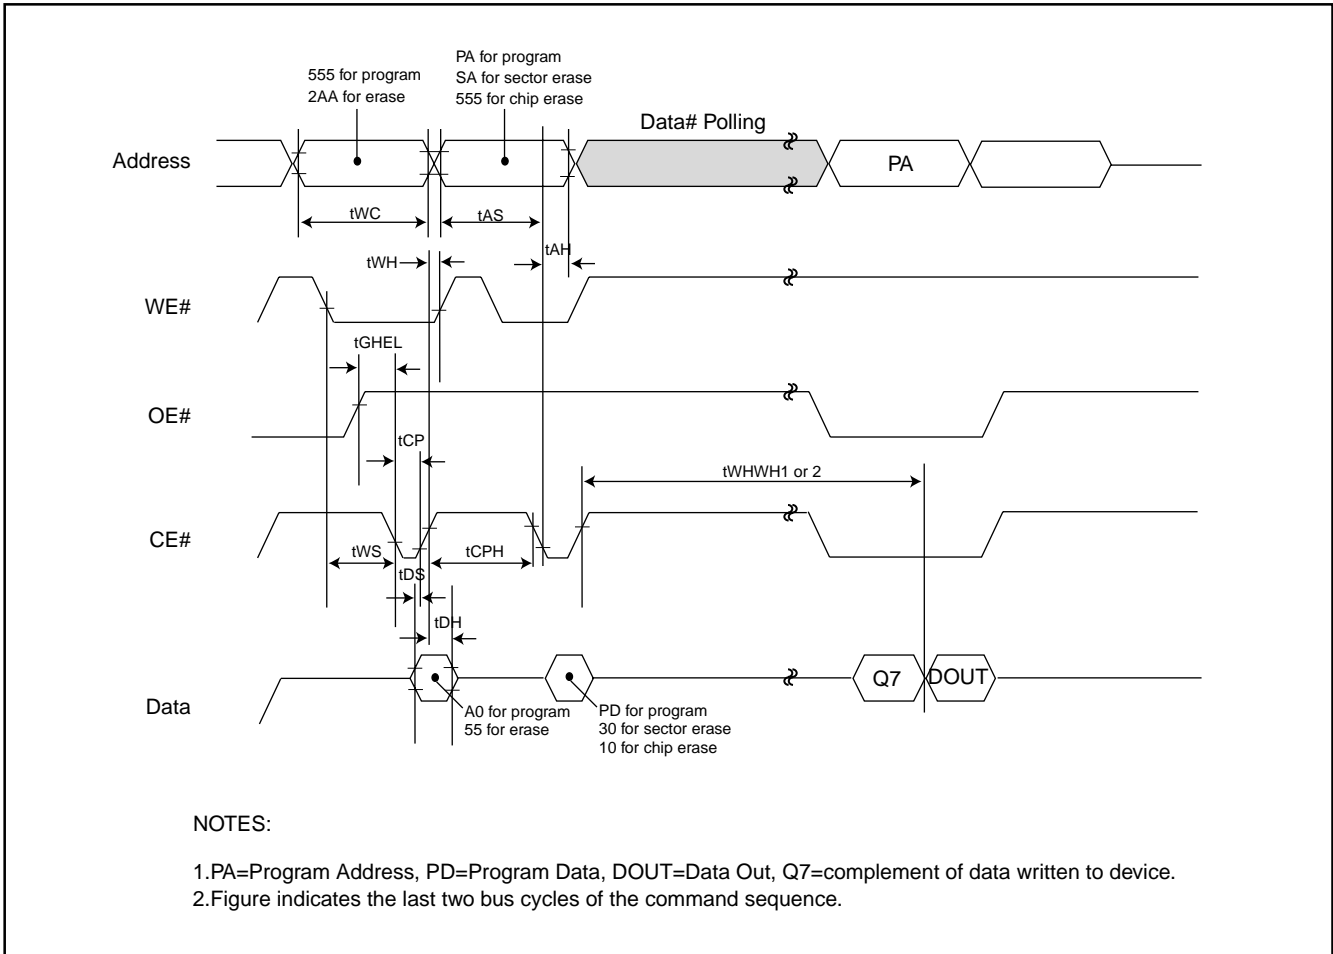 555 for program
2AA for erase
PA for program
SA for sector erase
555 for chip erase
Data# Polling
Address
PA
tWC
tAS
tAH
tWH
WE#
tGHEL
OE#
tCP
tWHWH1 or 2
CE#
tWS
tCPH
tDS
tDH
Q7
DOUT
Data
A0 for program
55 for erase
PD for program
30 for sector erase
10 for chip erase
NOTES:
1.PA=Program Address, PD=Program Data, DOUT=Data Out, Q7=complement of data written to device.
2.Figure indicates the last two bus cycles of the command sequence.